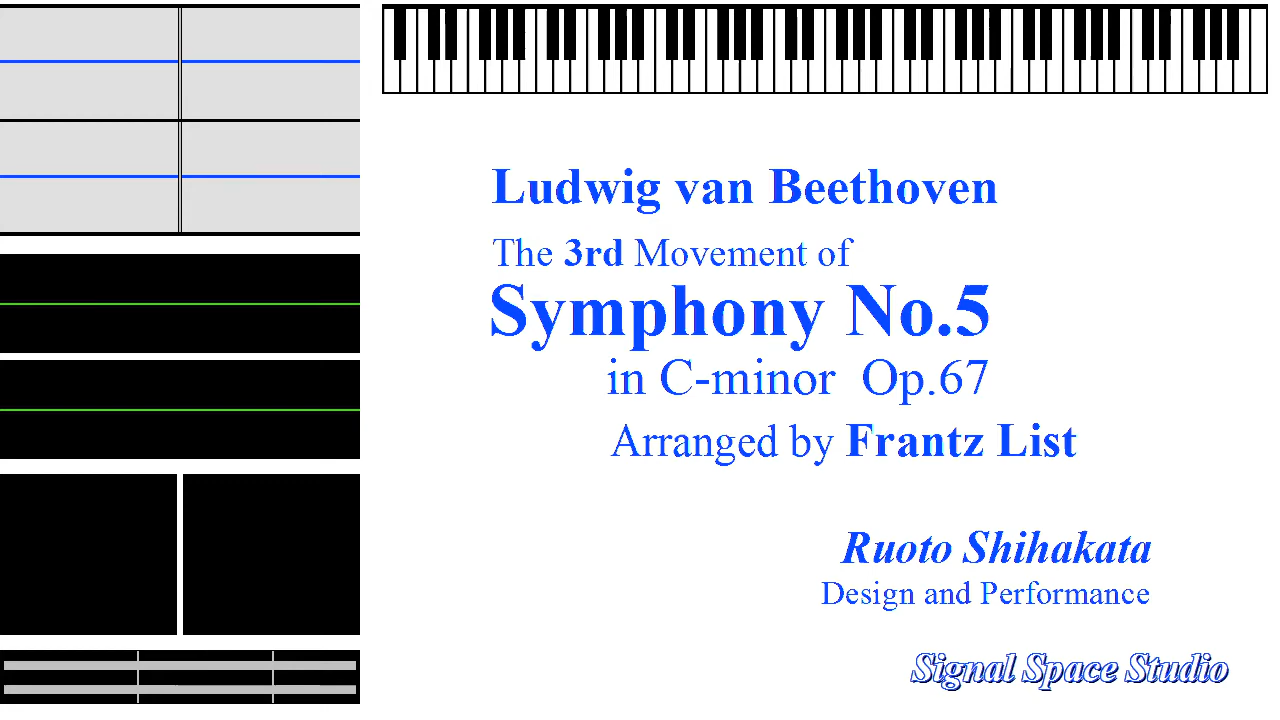 Ludwig van Beethoven
The 3rd Movement of
Symphony No.5
in C-minor Op.67
Arranged by Frantz List
Ruoto Shihakata
Design and Performance
Signal Space Studio